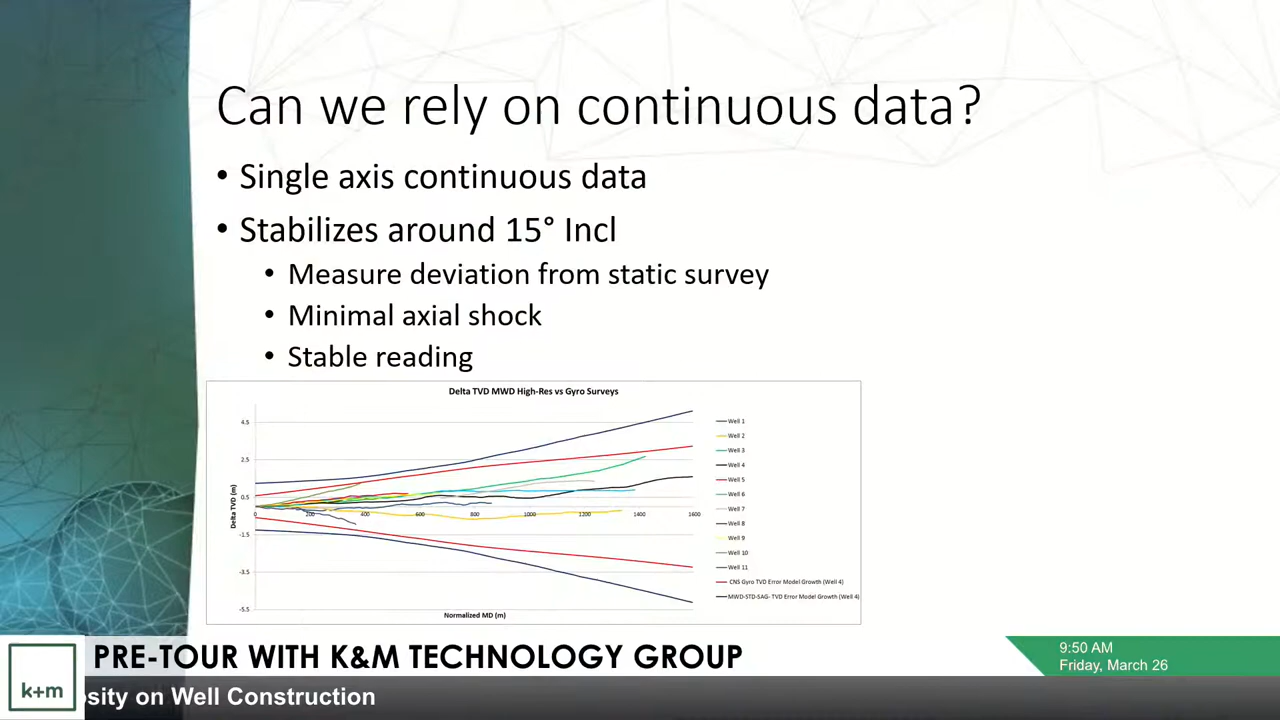 Can we rely on continuous data?
• Single axis continuous data
• Stabilizes around 15° Incl
• Measure deviation from static survey
• Minimal axial shock
• Stable reading
Delta TVD MWD High-Res vs Gyro Surveys
4.5
2.5
0.5
-1.5
-3.5
-5.5
Delta TVD (m)
0 200 400 600 800 1000 1200 1400 1600
Normalized MD (m)
Well 1
Well 2
Well 3
Well 4
Well 5
Well 6
Well 7
Well 8
Well 9
Well 10
Well 11
CNS Gyro TVD Error Model Growth (Well 4)
MWD-STD-SAG- TVD Error Model Growth (Well 4)
k+m
PRE-TOUR WITH K&M TECHNOLOGY GROUP
9:50 AM
Friday, March 26
osity on Well Construction